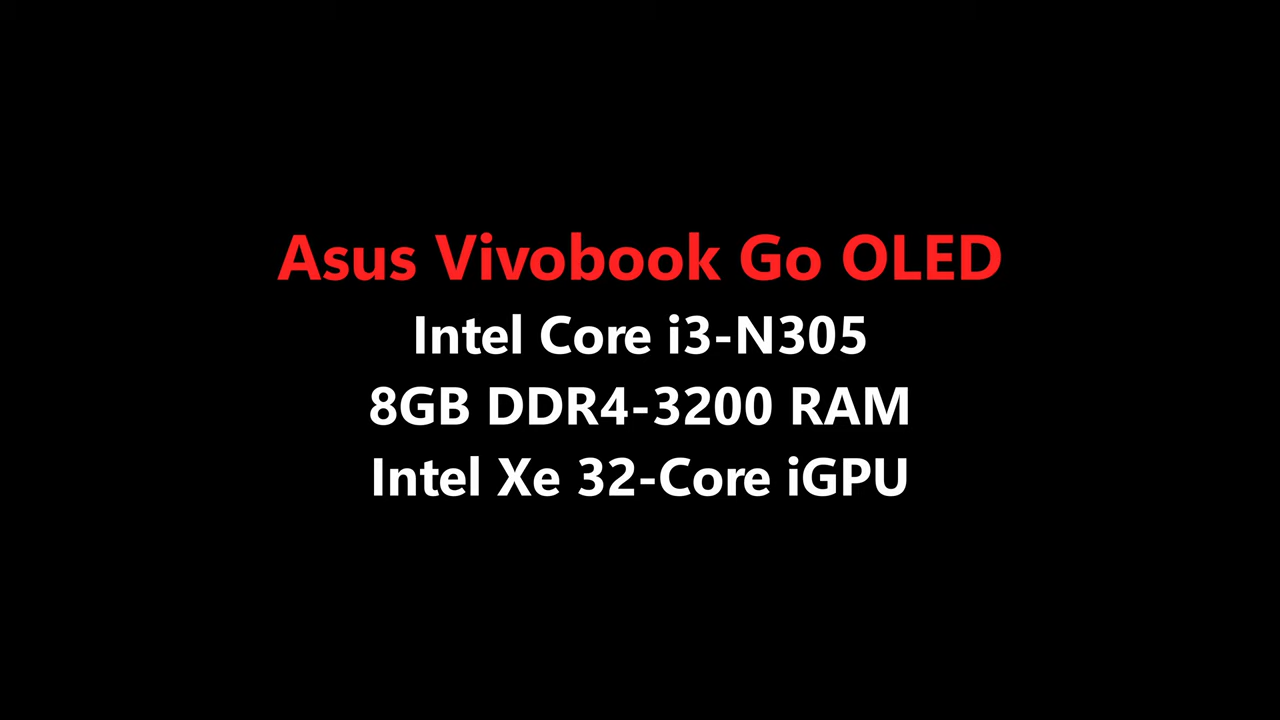 Asus Vivobook Go OLED
Intel Core i3-N305
8GB DDR4-3200 RAM
Intel Xe 32-Core iGPU